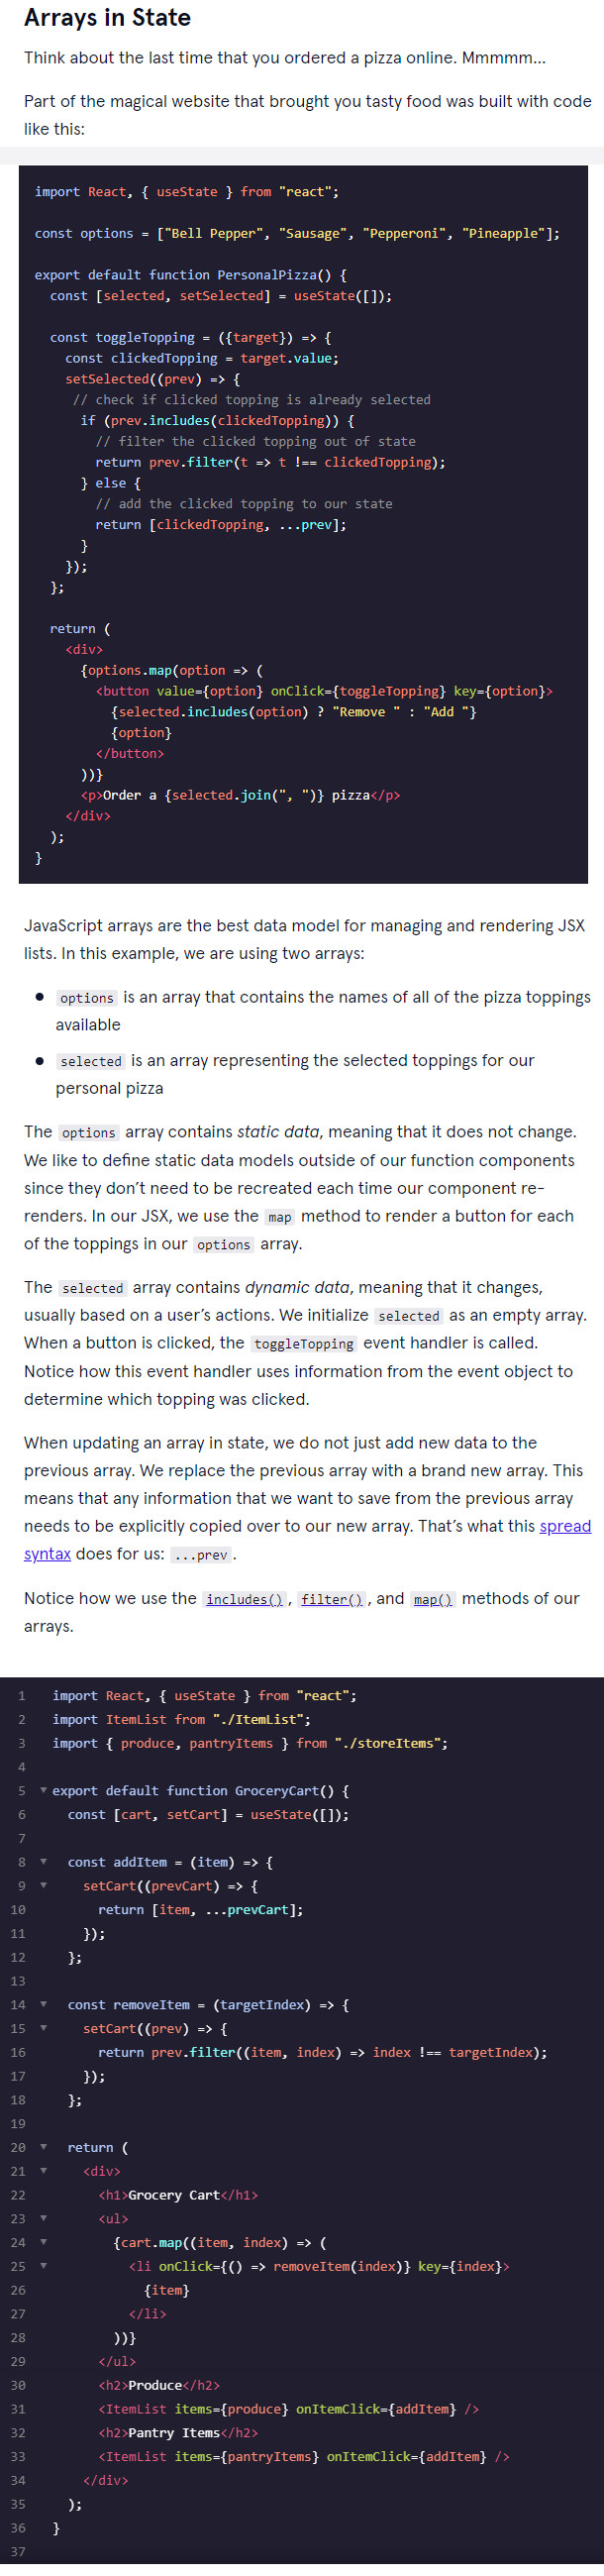 Arrays in State
Think about the last time that you ordered a pizza online. Mmmmm...
Part of the magical website that brought you tasty food was built with code
like this:
import React, { useState } from "react";
const options = ["Bell Pepper", "Sausage", "Pepperoni", "Pineapple"];
export default function PersonalPizza() {
const [selected, setSelected] = useState([]);
const toggleTopping = ({target}) => {
const clickedTopping = target.value;
setSelected((prev) => {
// check if clicked topping is already selected
if (prev.includes(clickedTopping)) {
// filter the clicked topping out of state
return prev.filter(t => t !== clickedTopping);
} else {
// add the clicked topping to our state
return [clickedTopping, ...prev];
}
});
};
return (
<div>
{options.map(option => (
<button value={option} onClick={toggleTopping} key={option}>
{selected.includes(option) ? "Remove " : "Add "}
{option}
</button>
))}
<p>Order a {selected.join(", ")} pizza</p>
</div>
);
}
JavaScript arrays are the best data model for managing and rendering JSX
lists. In this example, we are using two arrays:
● options is an array that contains the names of all of the pizza toppings
available
● selected is an array representing the selected toppings for our
personal pizza
The options array contains static data, meaning that it does not change.
We like to define static data models outside of our function components
since they don’t need to be recreated each time our component re-
renders. In our JSX, we use the map method to render a button for each
of the toppings in our options array.
The selected array contains dynamic data, meaning that it changes,
usually based on a user’s actions. We initialize selected as an empty array.
When a button is clicked, the toggleTopping event handler is called.
Notice how this event handler uses information from the event object to
determine which topping was clicked.
When updating an array in state, we do not just add new data to the
previous array. We replace the previous array with a brand new array. This
means that any information that we want to save from the previous array
needs to be explicitly copied over to our new array. That’s what this spread
syntax does for us: ...prev.
Notice how we use the includes(), filter(), and map() methods of our
arrays.
1 import React, { useState } from "react";
2 import ItemList from "./ItemList";
3 import { produce, pantryItems } from "./storeItems";
4
5 export default function GroceryCart() {
6 const [cart, setCart] = useState([]);
7
8 const addItem = (item) => {
9 setCart((prevCart) => {
10 return [item, ...prevCart];
11 });
12 };
13
14 const removeItem = (targetIndex) => {
15 setCart((prev) => {
16 return prev.filter((item, index) => index !== targetIndex);
17 });
18 };
19
20 return (
21 <div>
22 <h1>Grocery Cart</h1>
23 <ul>
24 {cart.map((item, index) => (
25 <li onClick={() => removeItem(index)} key={index}>
26 {item}
27 </li>
28 ))}
29 </ul>
30 <h2>Produce</h2>
31 <ItemList items={produce} onItemClick={addItem} />
32 <h2>Pantry Items</h2>
33 <ItemList items={pantryItems} onItemClick={addItem} />
34 </div>
35 );
36 }
37